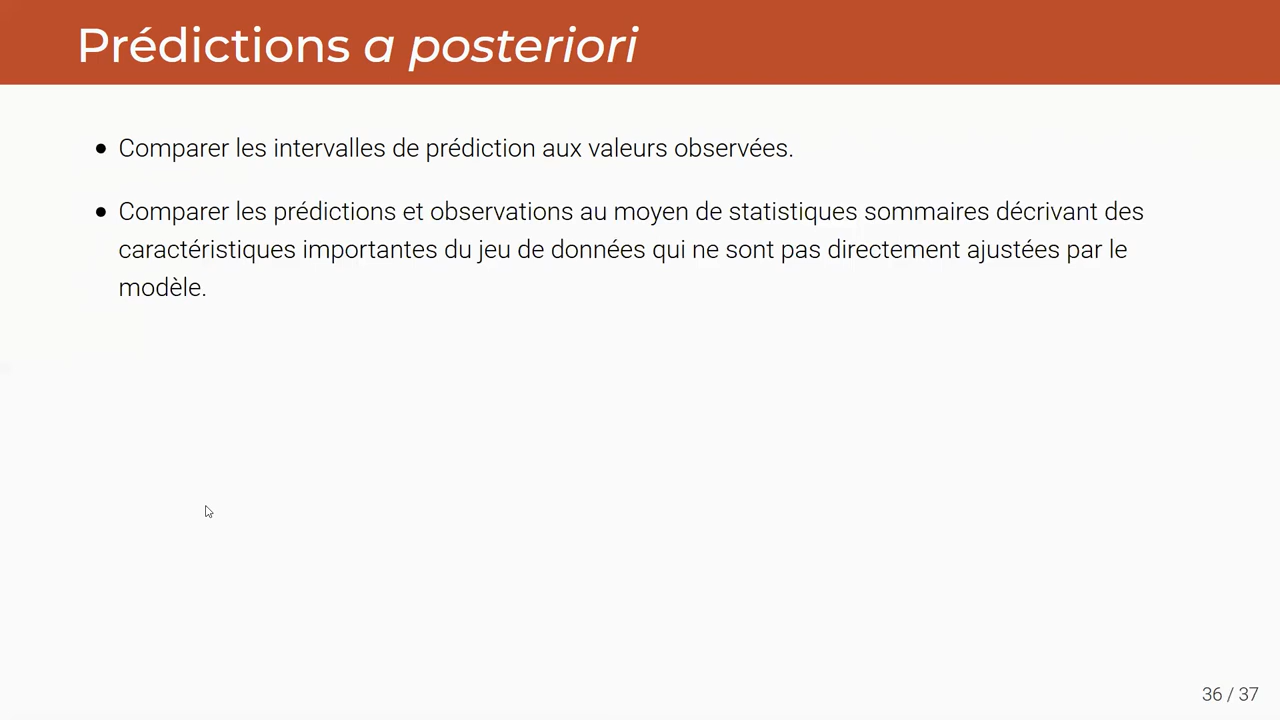 Prédictions a posteriori
• Comparer les intervalles de prédiction aux valeurs observées.
• Comparer les prédictions et observations au moyen de statistiques sommaires décrivant des
caractéristiques importantes du jeu de données qui ne sont pas directement ajustées par le
modèle.
36 / 37